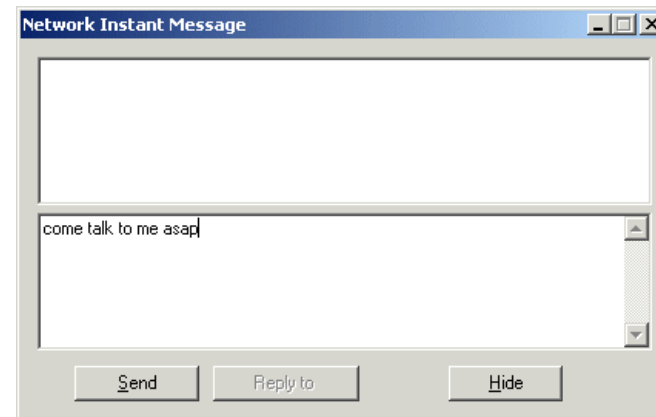 Network Instant Message
come talk to me asap
Send Reply to Hide